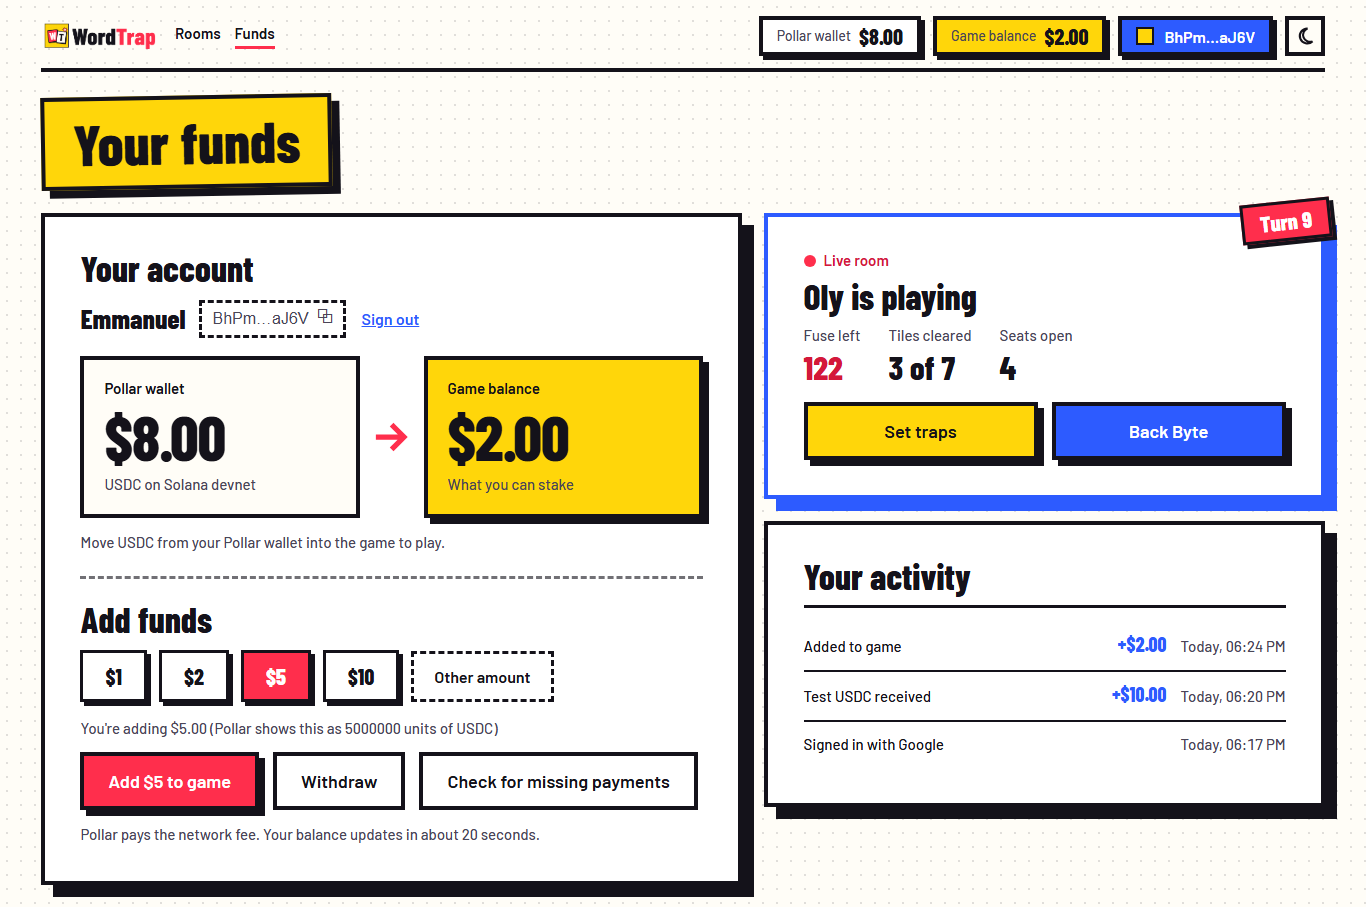 WordTrap Rooms Funds Pollar wallet $8.00 Game balance $2.00 BhPm...aJ6V
Your funds
Your account
Emmanuel BhPm...aJ6V Sign out
Pollar wallet
$8.00
USDC on Solana devnet
Game balance
$2.00
What you can stake
Move USDC from your Pollar wallet into the game to play.
Add funds
$1 $2 $5 $10 Other amount
You're adding $5.00 (Pollar shows this as 5000000 units of USDC)
Add $5 to game Withdraw Check for missing payments
Pollar pays the network fee. Your balance updates in about 20 seconds.
Turn 9
Live room
Oly is playing
Fuse left Tiles cleared Seats open
122 3 of 7 4
Set traps Back Byte
Your activity
Added to game +$2.00 Today, 06:24 PM
Test USDC received +$10.00 Today, 06:20 PM
Signed in with Google Today, 06:17 PM